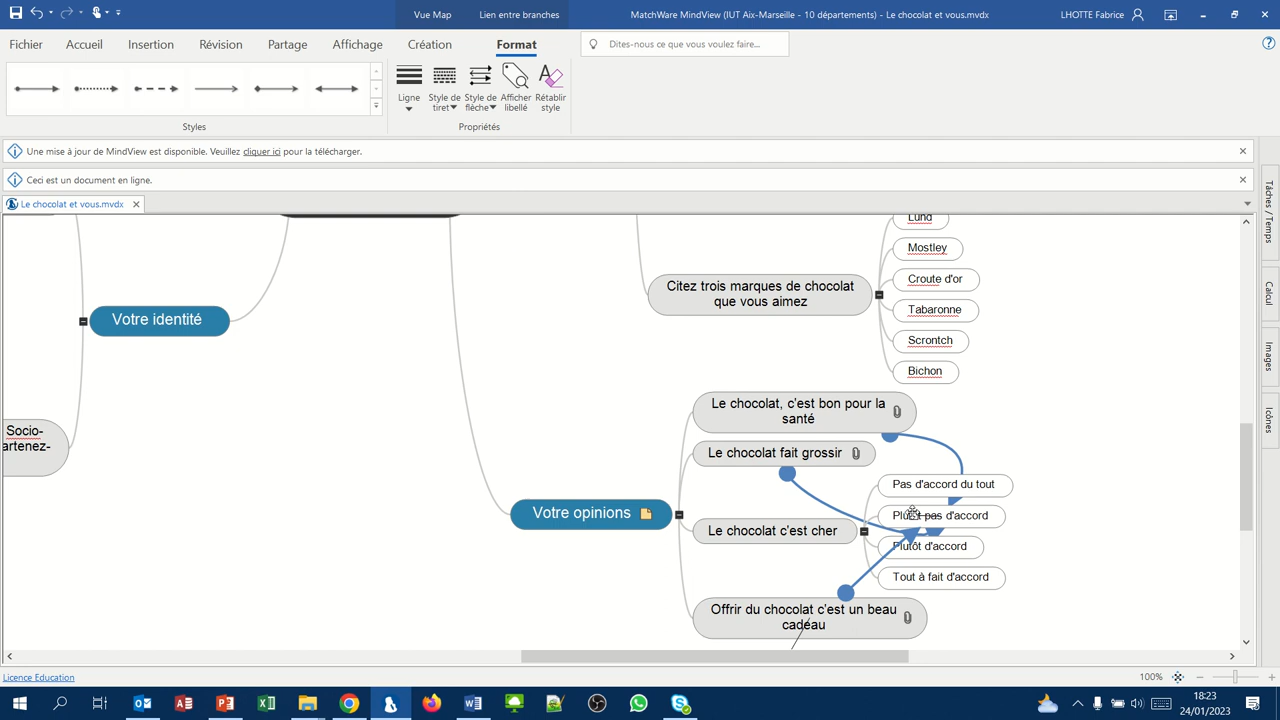 Vue Map
Lien entre branches
MatchWare MindView (IUT Aix-Marseille - 10 départements) - Le chocolat et vous.mvdx
LHOTTE Fabrice
Fichier
Accueil
Insertion
Révision
Partage
Affichage
Création
Format
Dites-nous ce que vous voulez faire...
Ligne
Style de
tiret
Style de
flèche
Afficher
libellé
Rétablir
style
Styles
Propriétés
Une mise à jour de MindView est disponible. Veuillez cliquer ici pour la télécharger.
Ceci est un document en ligne.
Le chocolat et vous.mvdx
Lund
Mostley
Croute d'or
Tabaronne
Scrontch
Bichon
Citez trois marques de chocolat
que vous aimez
Votre identité
Socio-
artenez-
Le chocolat, c'est bon pour la
santé
Le chocolat fait grossir
Votre opinions
Le chocolat c'est cher
Pas d'accord du tout
Plutôt pas d'accord
Plutôt d'accord
Tout à fait d'accord
Offrir du chocolat c'est un beau
cadeau
Tâches / Temps
Calcul
Images
Icônes
Licence Education
100%
18:23
24/01/2023